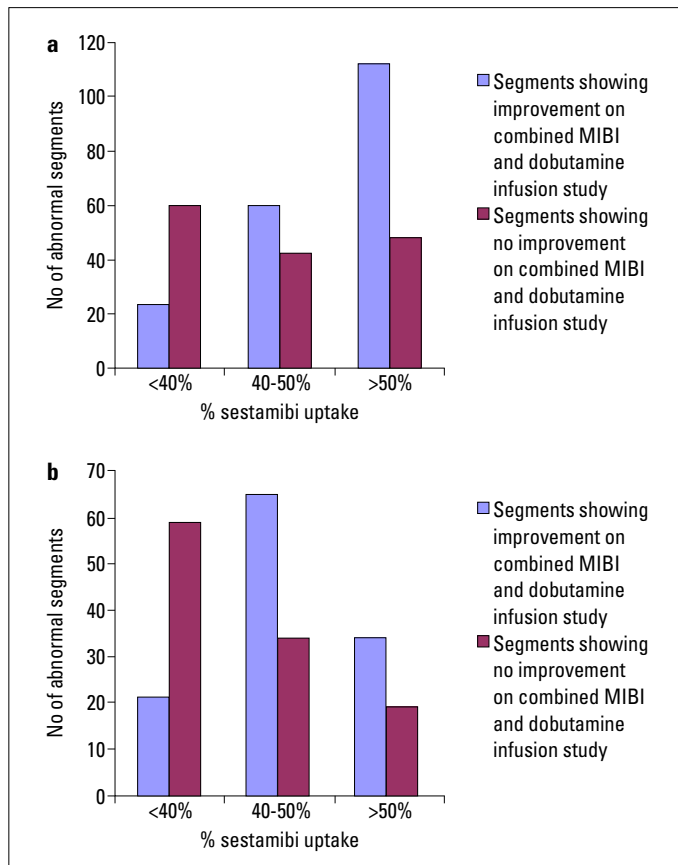 a
120
100
80
60
40
20
0
No of abnormal segments
<40%
40-50%
>50%
% sestamibi uptake
Segments showing
improvement on
combined MIBI
and dobutamine
infusion study
Segments showing
no improvement
on combined MIBI
and dobutamine
infusion study
b
70
60
50
40
30
20
10
0
No of abnormal segments
<40%
40-50%
>50%
% sestamibi uptake
Segments showing
improvement on
combined MIBI
and dobutamine
infusion study
Segments showing
no improvement
on combined MIBI
and dobutamine
infusion study